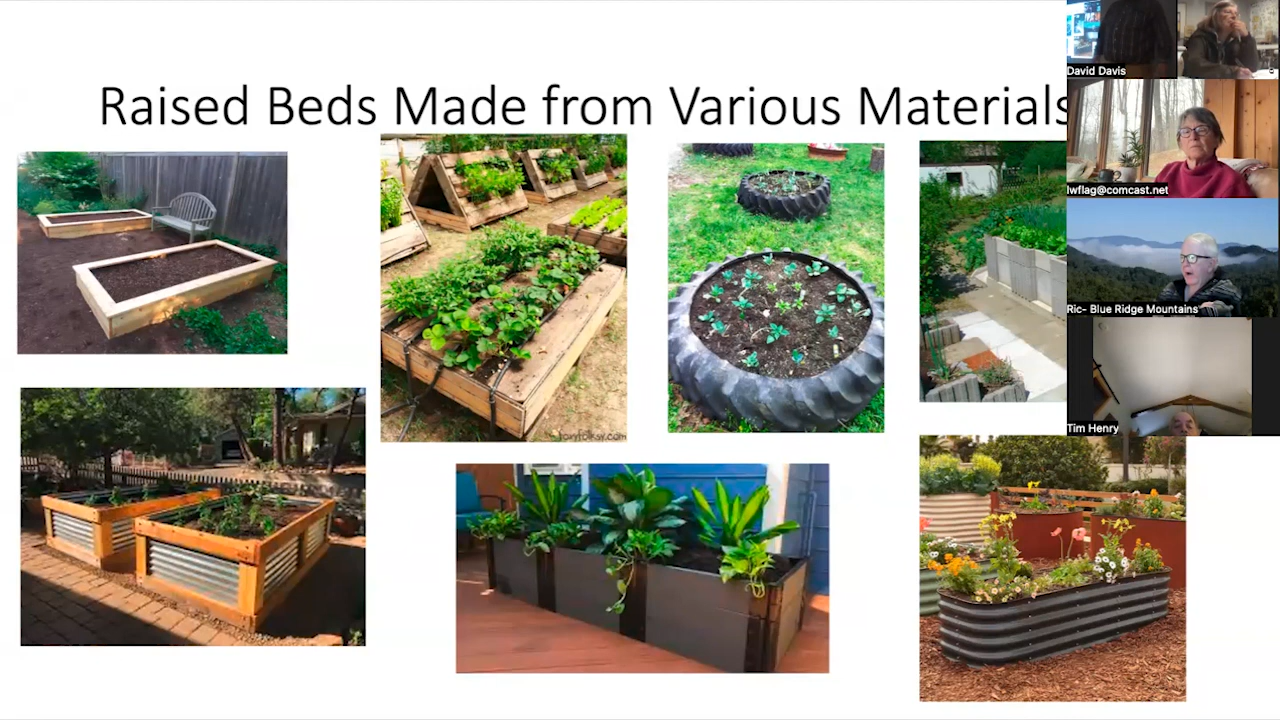 Raised Beds Made from Various Materials
David Davis
lwflag@comcast.net
Ric- Blue Ridge Mountains
Tim Henry